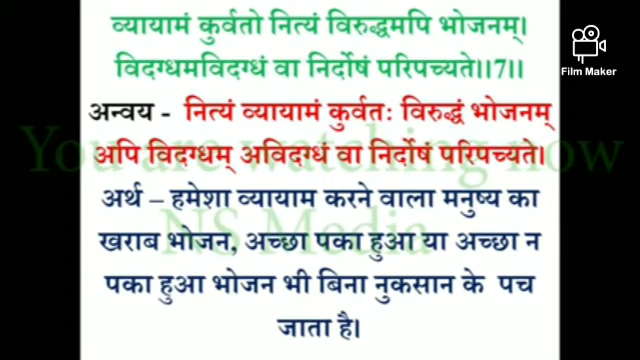 व्यायामं कुर्वतो नित्यं विरुद्धमपि भोजनम्।
विदग्धमविदग्धं वा निर्दोषं परिपच्यते।।7।।
Film Maker
अन्वय - नित्यं व्यायामं कुर्वतः विरुद्धं भोजनम्
अपि विदग्धम् अविदग्धं वा निर्दोषं परिपच्यते।
You are watching now
अर्थ – हमेशा व्यायाम करने वाला मनुष्य का
NS Media
खराब भोजन, अच्छा पका हुआ या अच्छा न
पका हुआ भोजन भी बिना नुकसान के पच
जाता है।